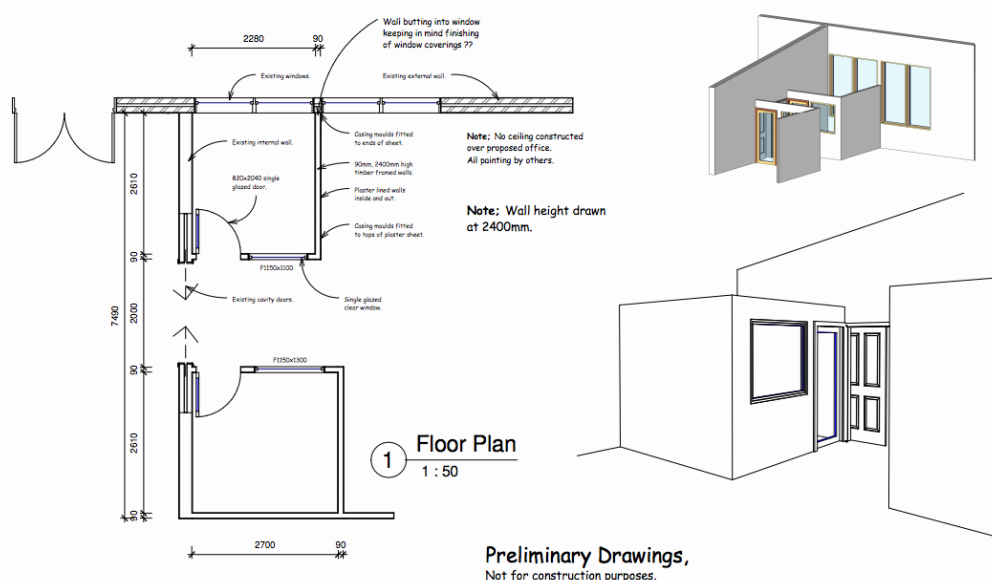 Wall butting into window
keeping in mind finishing
of window coverings ??
2280
90
Existing windows.
Existing external wall.
Existing internal wall.
820x2040 single
glazed door.
Casing moulds fitted
to ends of sheet.
90mm, 2400mm high
timber framed walls.
Plaster lined walls
inside and out.
Casing moulds fitted
to tops of plaster sheet.
Note; No ceiling constructed
over proposed office.
All painting by others.
Note; Wall height drawn
at 2400mm.
2610
90
F1150x1100
Existing cavity doors.
Single glazed
clear window.
7490
2000
F1150x1300
90
2610
90
1
Floor Plan
1 : 50
2700
90
Preliminary Drawings,
Not for construction purposes.